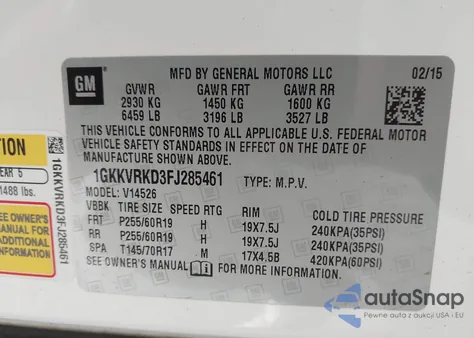 GM
MFD BY GENERAL MOTORS LLC 02/15
GVWR GAWR FRT GAWR RR
2930 KG 1450 KG 1600 KG
6459 LB 3196 LB 3527 LB
THIS VEHICLE CONFORMS TO ALL APPLICABLE U.S. FEDERAL MOTOR
VEHICLE SAFETY STANDARDS IN EFFECT ON THE DATE OF
MANUFACTURE SHOWN ABOVE.
1GKKVRKD3FJ285461 TYPE: M.P.V.
MODEL: V14526
VBBK TIRE SIZE SPEED RTG RIM COLD TIRE PRESSURE
FRT P255/60R19 H 19X7.5J 240KPA(35PSI)
RR P255/60R19 H 19X7.5J 240KPA(35PSI)
SPA T145/70R17 M 17X4.5B 420KPA(60PSI)
SEE OWNER'S MANUAL FOR MORE INFORMATION.
TION
EAR 5
1488 lbs.
SEE OWNER'S
MANUAL FOR
ADDITIONAL
INFORMATION
1GKKVRKD3FJ285461
autoSnap
Pewne auta z aukcji USA i EU